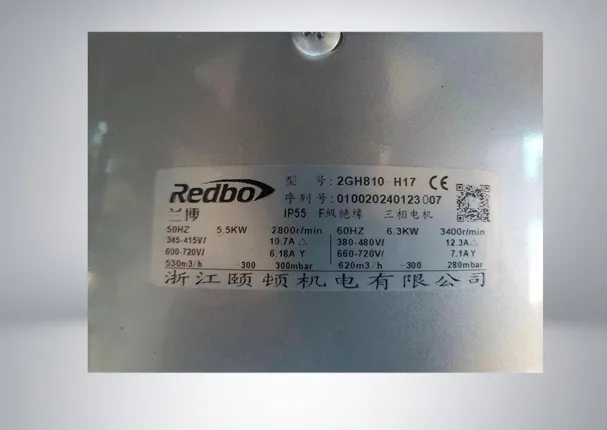 Redbo
兰博
型 号: 2GH810-H17 CE
序列号: 010020240123007
IP55 F级绝缘 三相电机
50HZ 5.5KW 2800r/min 60HZ 6.3KW 3400r/min
345-415V/ 10.7A△ 380-480V/ 12.3A△
600-720V/ 6.18A Y 660-720V/ 7.1A Y
530m3/h -300 300mbar 620m3/h -300 280mbar
浙江颐顿机电有限公司